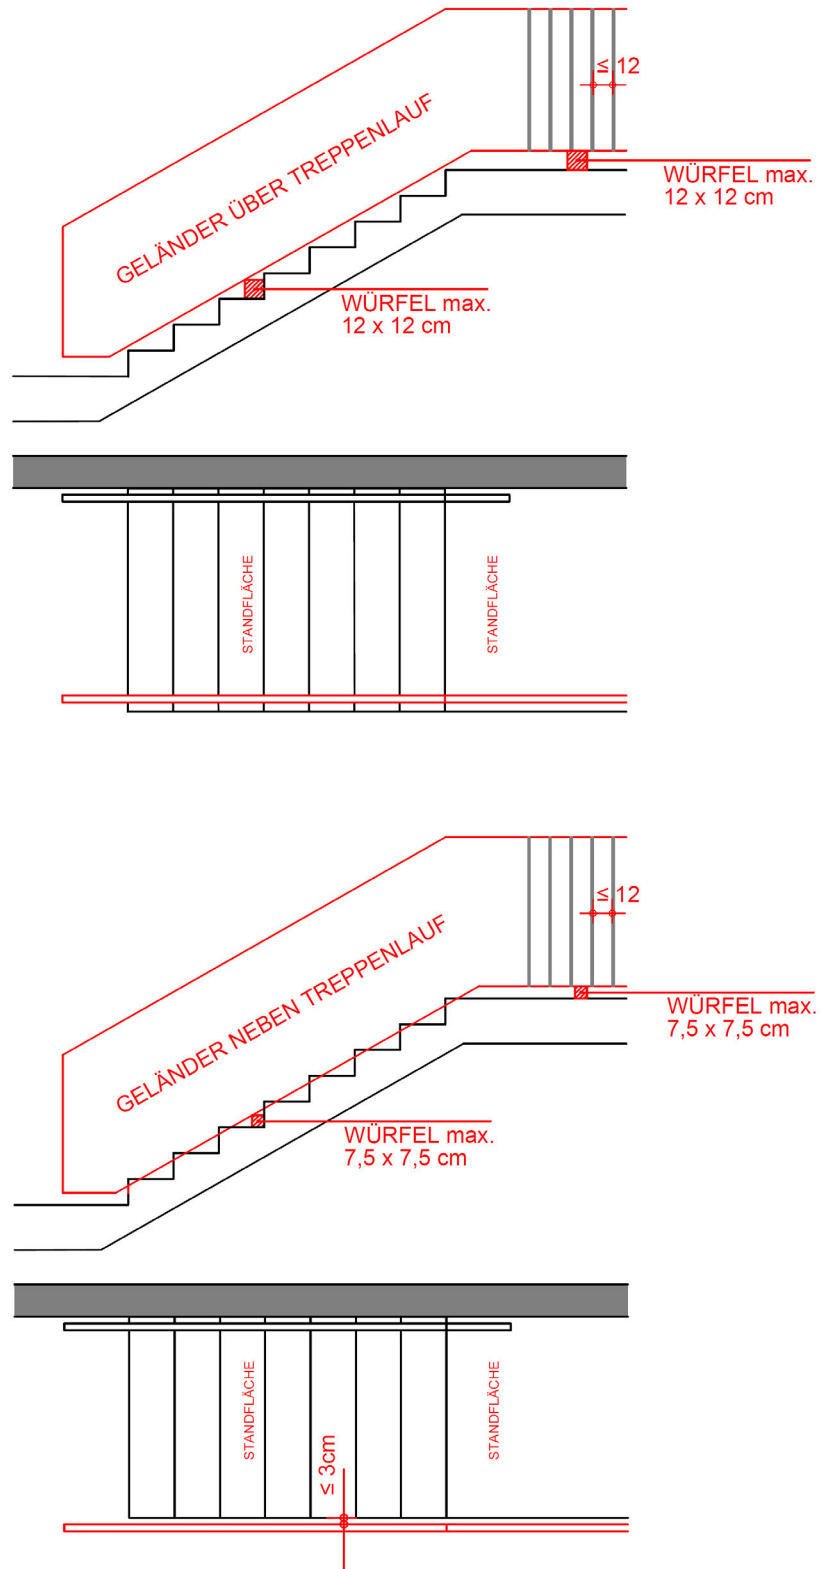 ≤ 12
WÜRFEL max.
12 x 12 cm
GELÄNDER ÜBER TREPPENLAUF
WÜRFEL max.
12 x 12 cm
STANDFLÄCHE
STANDFLÄCHE
≤ 12
WÜRFEL max.
7,5 x 7,5 cm
GELÄNDER NEBEN TREPPENLAUF
WÜRFEL max.
7,5 x 7,5 cm
STANDFLÄCHE
STANDFLÄCHE
≤ 3cm